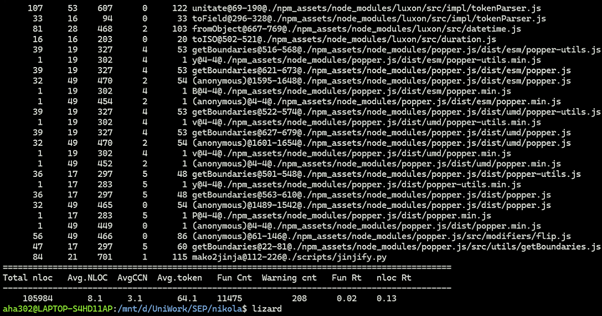 107 53 607 0 122 unitate@69-190@./npm_assets/node_modules/luxon/src/impl/tokenParser.js
33 16 94 0 33 toField@296-328@./npm_assets/node_modules/luxon/src/impl/tokenParser.js
81 28 468 2 103 fromObject@667-769@./npm_assets/node_modules/luxon/src/datetime.js
16 16 203 0 20 toISO@502-521@./npm_assets/node_modules/luxon/src/duration.js
39 19 327 4 53 getBoundaries@516-568@./npm_assets/node_modules/popper.js/dist/esm/popper-utils.js
1 19 302 4 1 y@4-4@./npm_assets/node_modules/popper.js/dist/esm/popper-utils.min.js
39 19 327 4 53 getBoundaries@621-673@./npm_assets/node_modules/popper.js/dist/esm/popper.js
32 49 470 2 54 (anonymous)@1595-1648@./npm_assets/node_modules/popper.js/dist/esm/popper.js
1 19 302 4 1 B@4-4@./npm_assets/node_modules/popper.js/dist/esm/popper.min.js
1 49 454 2 1 (anonymous)@4-4@./npm_assets/node_modules/popper.js/dist/esm/popper.min.js
39 19 327 4 53 getBoundaries@522-574@./npm_assets/node_modules/popper.js/dist/umd/popper-utils.js
1 19 302 4 1 v@4-4@./npm_assets/node_modules/popper.js/dist/umd/popper-utils.min.js
39 19 327 4 53 getBoundaries@627-679@./npm_assets/node_modules/popper.js/dist/umd/popper.js
32 49 470 2 54 (anonymous)@1601-1654@./npm_assets/node_modules/popper.js/dist/umd/popper.js
1 19 302 4 1 v@4-4@./npm_assets/node_modules/popper.js/dist/umd/popper.min.js
1 49 452 2 1 (anonymous)@4-4@./npm_assets/node_modules/popper.js/dist/umd/popper.min.js
36 17 297 5 48 getBoundaries@501-548@./npm_assets/node_modules/popper.js/dist/popper-utils.js
1 17 283 5 1 y@4-4@./npm_assets/node_modules/popper.js/dist/popper-utils.min.js
36 17 297 5 48 getBoundaries@563-610@./npm_assets/node_modules/popper.js/dist/popper.js
32 49 465 0 54 (anonymous)@1489-1542@./npm_assets/node_modules/popper.js/dist/popper.js
1 17 283 5 1 P@4-4@./npm_assets/node_modules/popper.js/dist/popper.min.js
1 49 449 0 1 (anonymous)@4-4@./npm_assets/node_modules/popper.js/dist/popper.min.js
56 49 466 0 86 (anonymous)@61-146@./npm_assets/node_modules/popper.js/src/modifiers/flip.js
47 17 297 5 60 getBoundaries@22-81@./npm_assets/node_modules/popper.js/src/utils/getBoundaries.js
84 21 701 1 115 mako2jinja@112-226@./scripts/jinjify.py
Total nloc Avg.NLOC AvgCCN Avg.token Fun Cnt Warning cnt Fun Rt nloc Rt
105984 8.1 3.1 64.1 11475 208 0.02 0.13
aha302@LAPTOP-S4HD11AP:/mnt/d/UniWork/SEP/nikola$ lizard